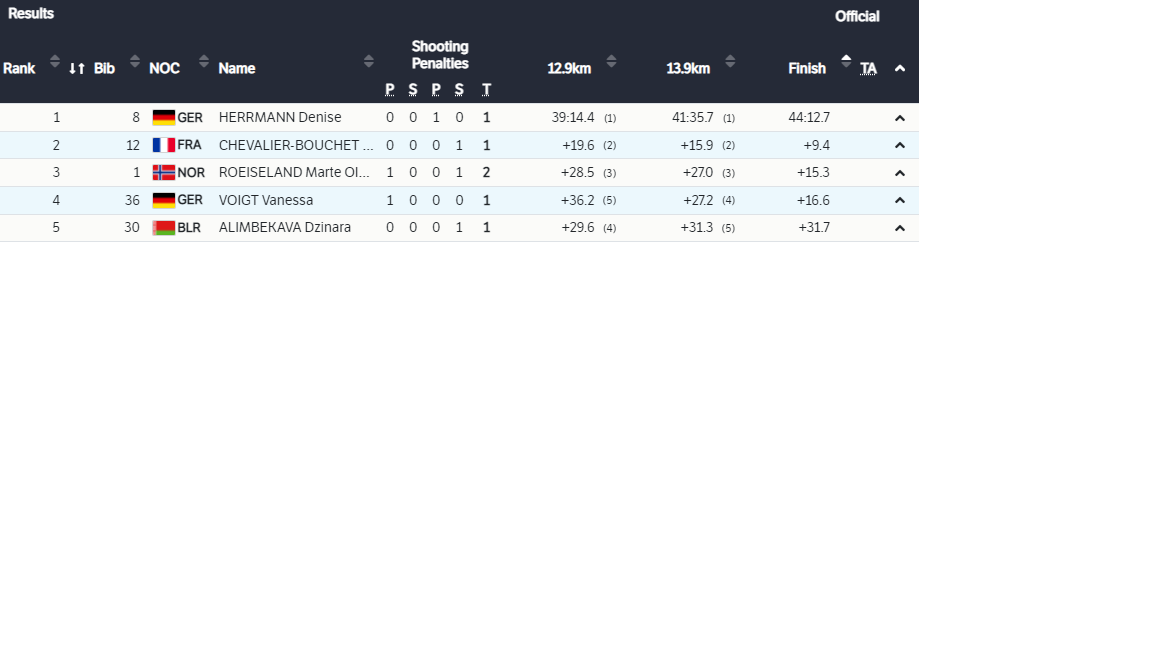 Results
Official
Rank Bib NOC Name Shooting Penalties 12.9km 13.9km Finish TA
P S P S T
1 8 GER HERRMANN Denise 0 0 1 0 1 39:14.4 (1) 41:35.7 (1) 44:12.7
2 12 FRA CHEVALIER-BOUCHET ... 0 0 0 1 1 +19.6 (2) +15.9 (2) +9.4
3 1 NOR ROEISELAND Marte Ol... 1 0 0 1 2 +28.5 (3) +27.0 (3) +15.3
4 36 GER VOIGT Vanessa 1 0 0 0 1 +36.2 (5) +27.2 (4) +16.6
5 30 BLR ALIMBEKAVA Dzinara 0 0 0 1 1 +29.6 (4) +31.3 (5) +31.7